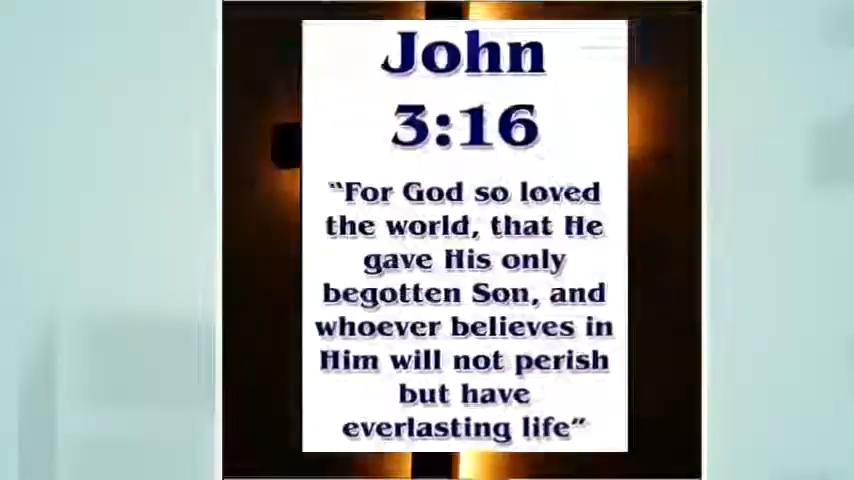 John
3:16
“For God so loved
the world, that He
gave His only
begotten Son, and
whoever believes in
Him will not perish
but have
everlasting life”